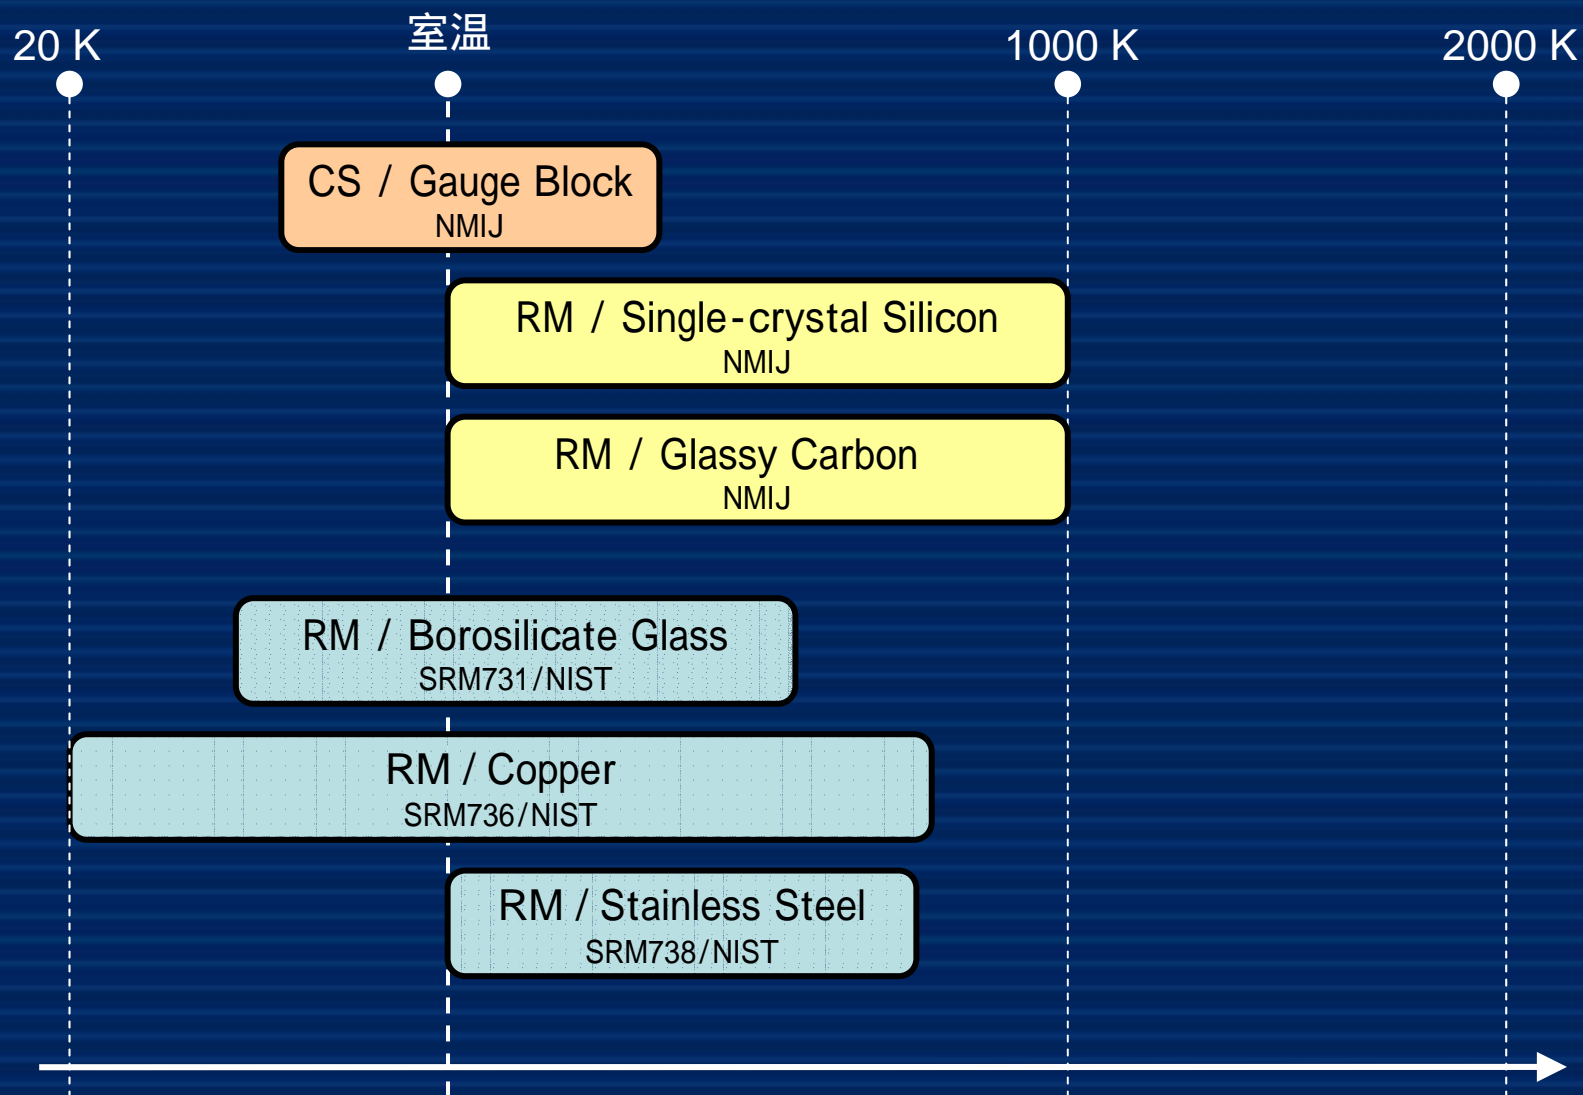 20 K
室温
1000 K
2000 K
CS / Gauge Block
NMIJ
RM / Single-crystal Silicon
NMIJ
RM / Glassy Carbon
NMIJ
RM / Borosilicate Glass
SRM731/NIST
RM / Copper
SRM736/NIST
RM / Stainless Steel
SRM738/NIST